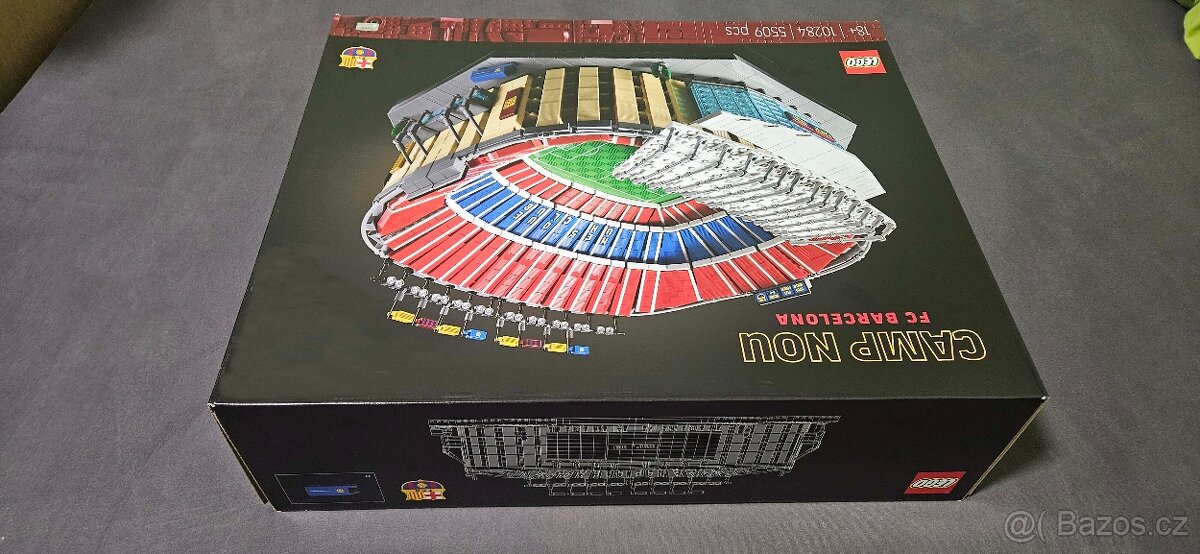 18+ | 10284 | 5509 pcs
LEGO
CAMP NOU
FC BARCELONA
LEGO
@( Bazos.cz